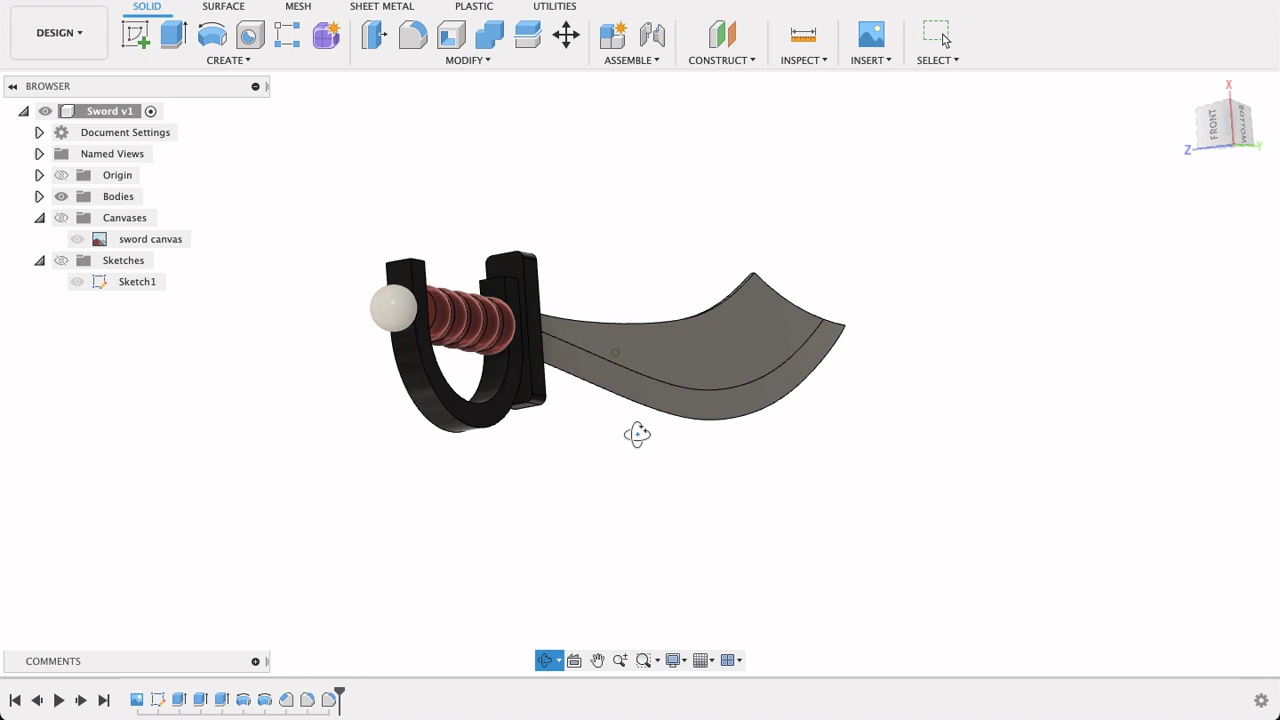 SOLID SURFACE MESH SHEET METAL PLASTIC UTILITIES
DESIGN
CREATE MODIFY ASSEMBLE CONSTRUCT INSPECT INSERT SELECT
BROWSER
Sword v1
Document Settings
Named Views
Origin
Bodies
Canvases
sword canvas
Sketches
Sketch1
X
FRONT
BOTTOM
Z
Y
COMMENTS